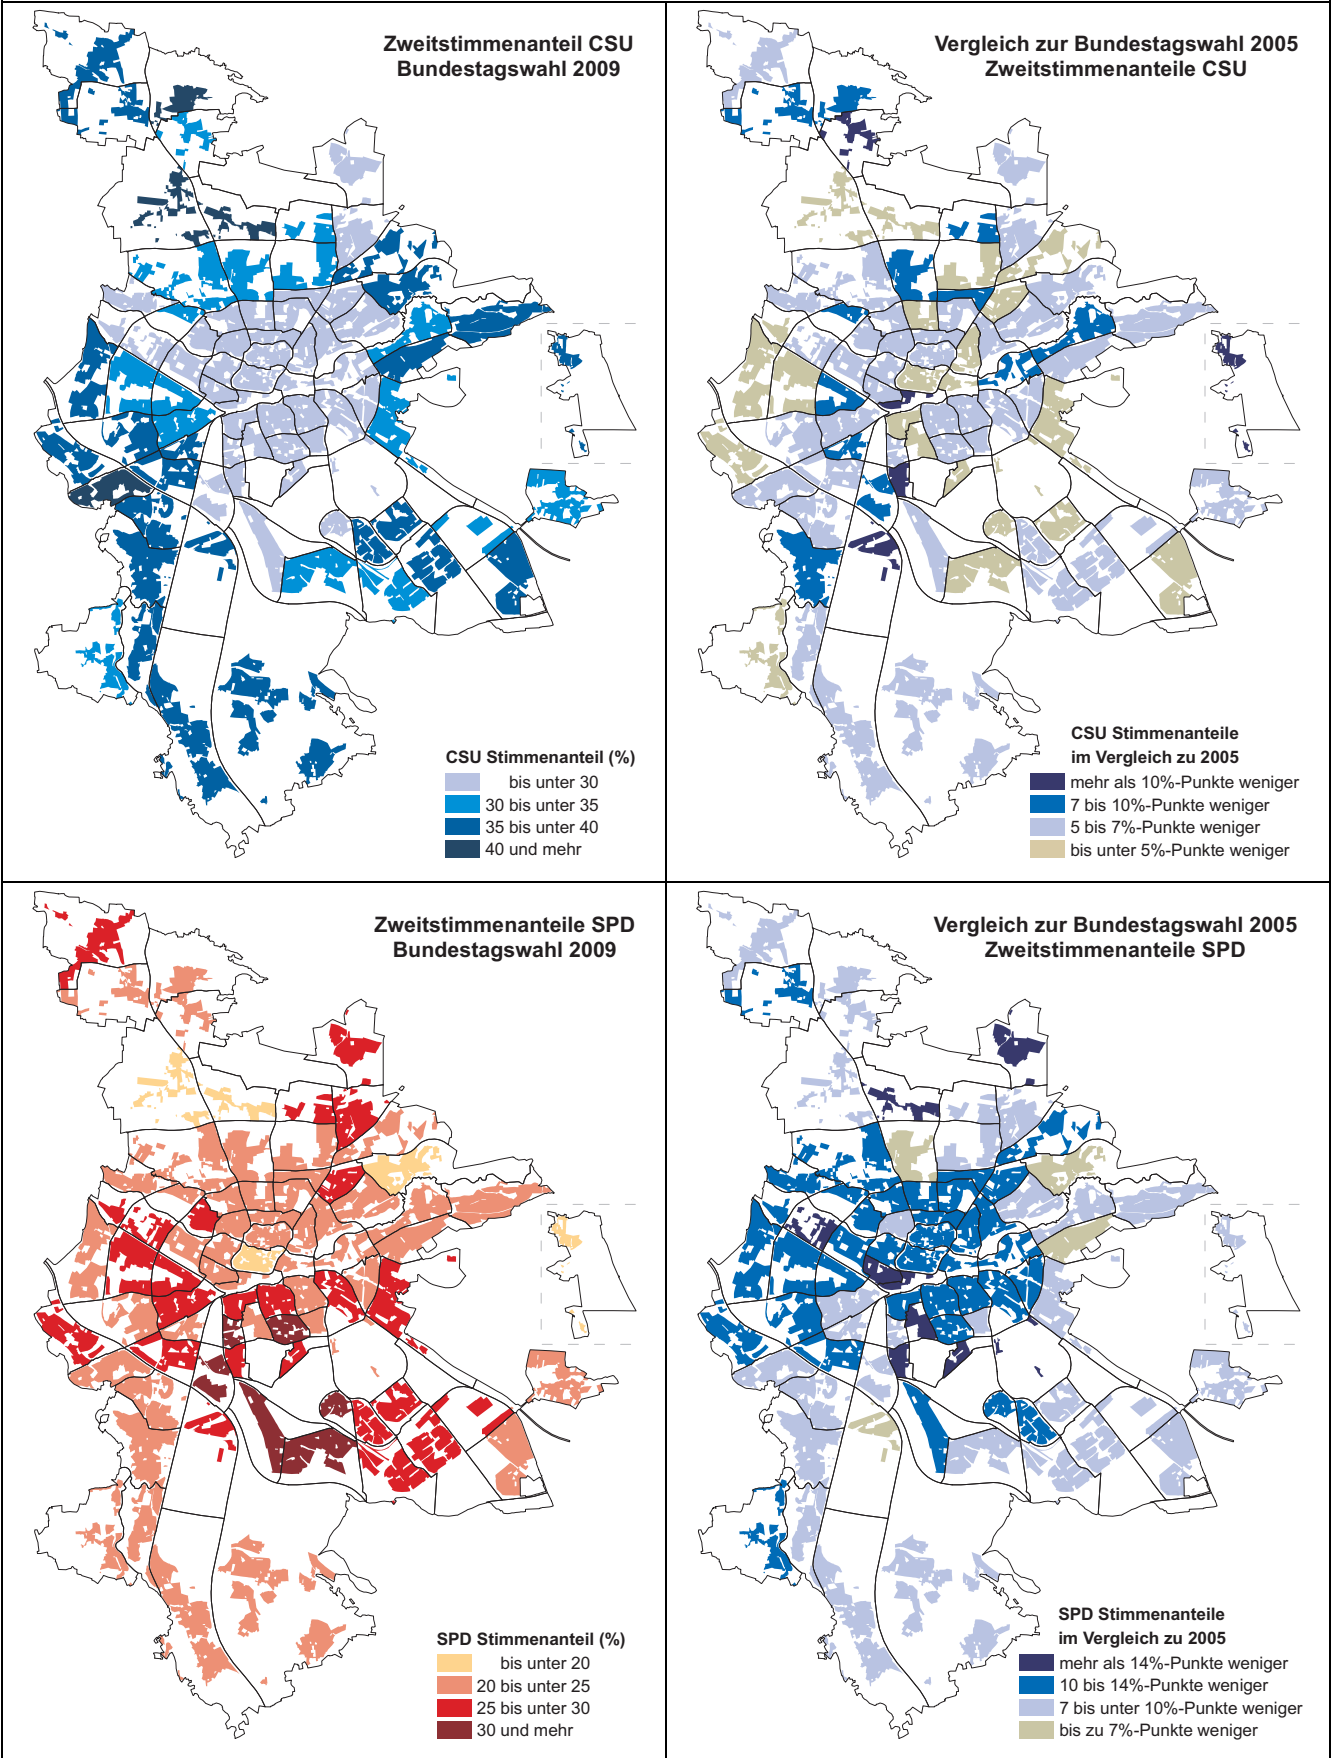 Zweitstimmenanteil CSU
Bundestagswahl 2009
CSU Stimmenanteil (%)
bis unter 30
30 bis unter 35
35 bis unter 40
40 und mehr
Vergleich zur Bundestagswahl 2005
Zweitstimmenanteile CSU
CSU Stimmenanteile
im Vergleich zu 2005
mehr als 10%-Punkte weniger
7 bis 10%-Punkte weniger
5 bis 7%-Punkte weniger
bis unter 5%-Punkte weniger
Zweitstimmenanteile SPD
Bundestagswahl 2009
SPD Stimmenanteil (%)
bis unter 20
20 bis unter 25
25 bis unter 30
30 und mehr
Vergleich zur Bundestagswahl 2005
Zweitstimmenanteile SPD
SPD Stimmenanteile
im Vergleich zu 2005
mehr als 14%-Punkte weniger
10 bis 14%-Punkte weniger
7 bis unter 10%-Punkte weniger
bis zu 7%-Punkte weniger